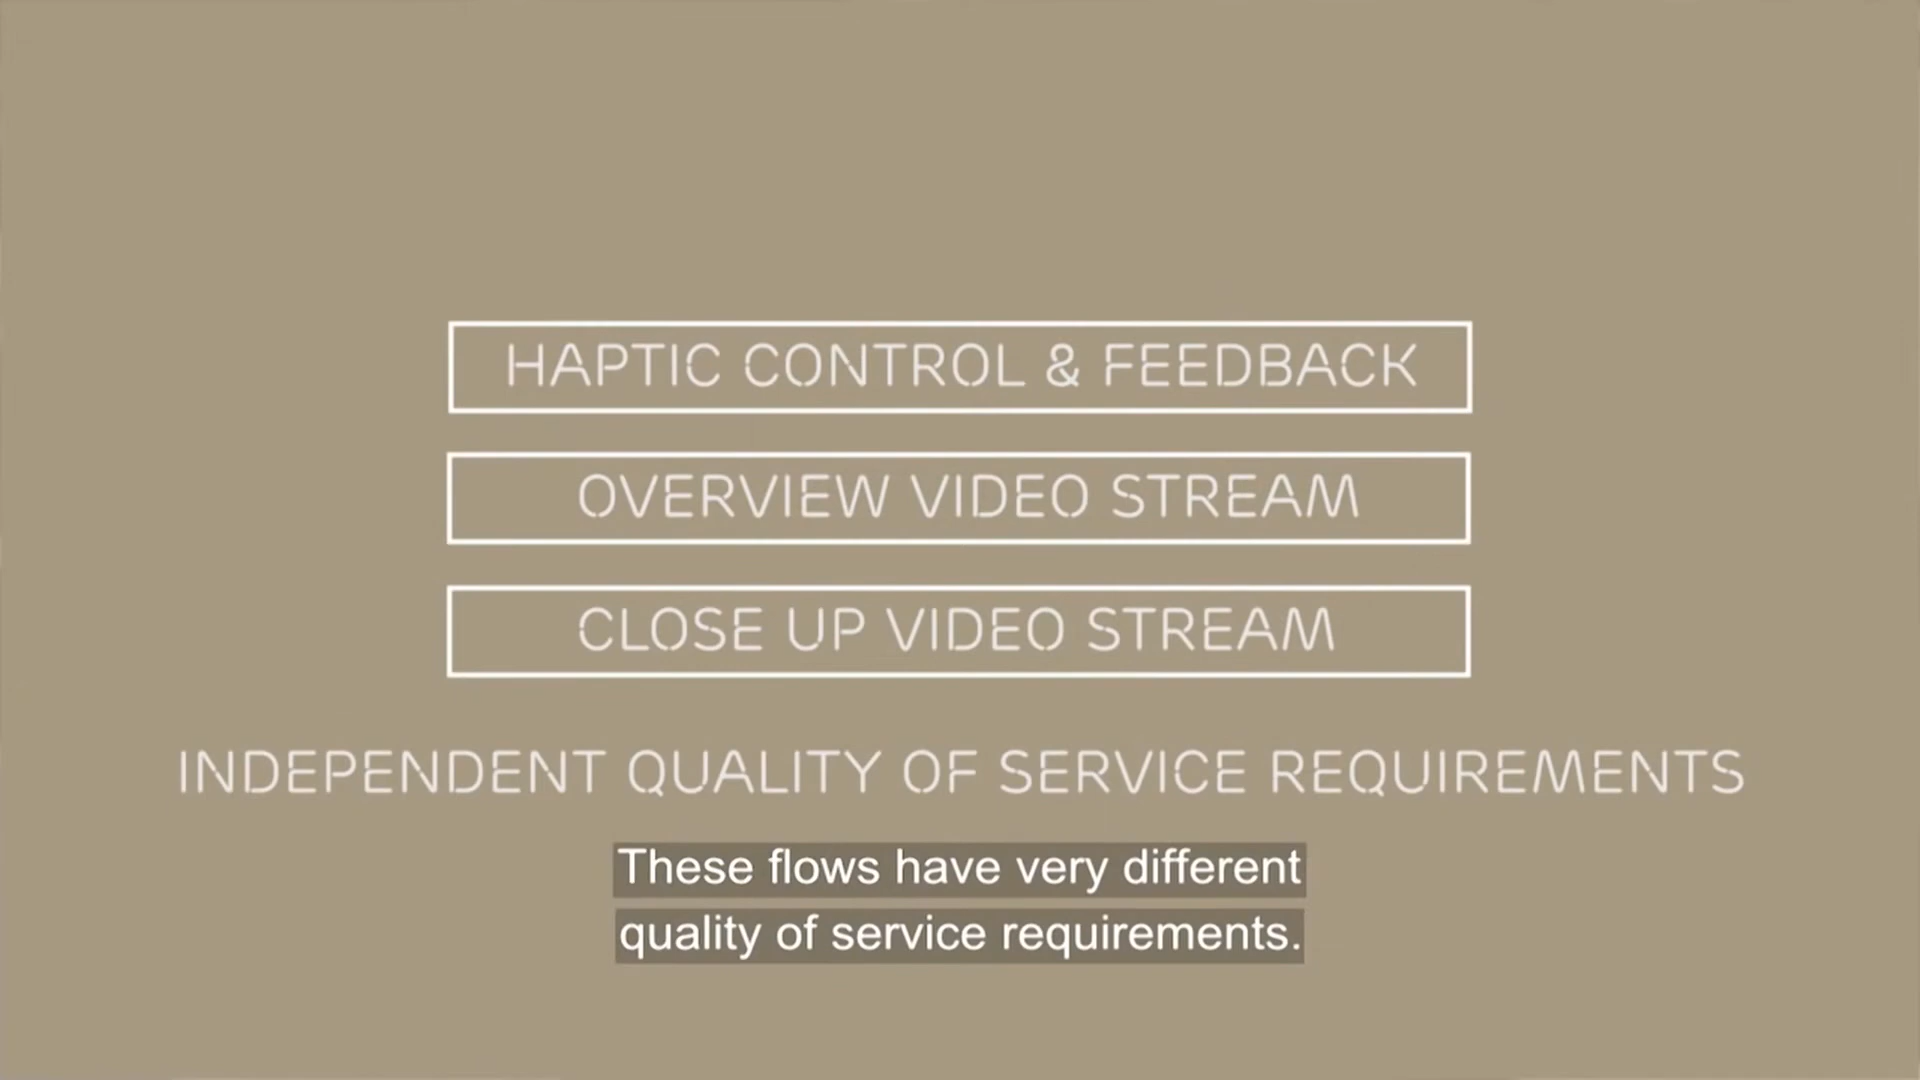 HAPTIC CONTROL & FEEDBACK
OVERVIEW VIDEO STREAM
CLOSE UP VIDEO STREAM
INDEPENDENT QUALITY OF SERVICE REQUIREMENTS
These flows have very different
quality of service requirements.